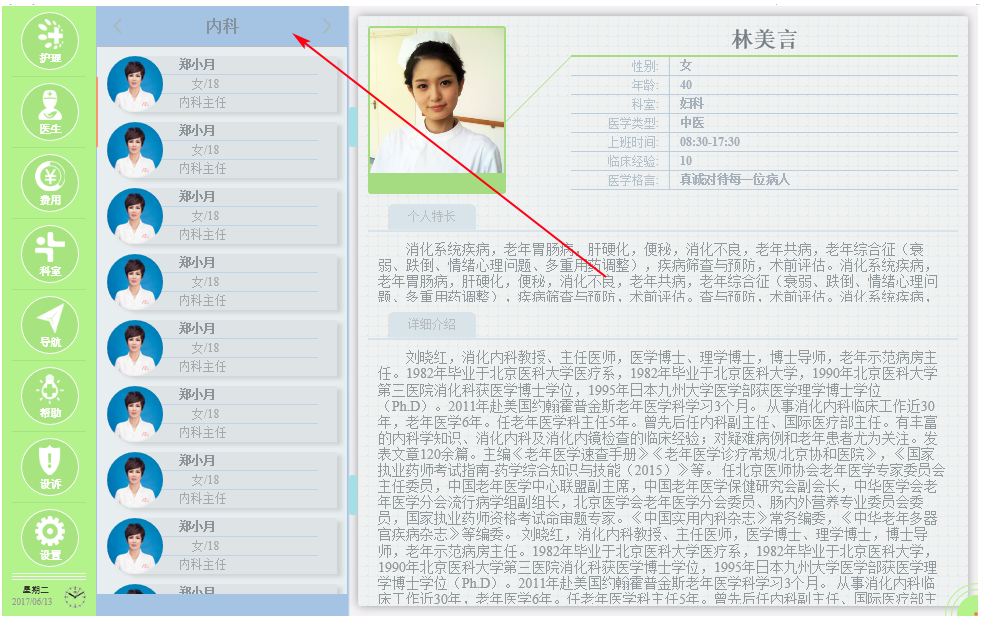 护理
医生
费用
科室
导航
帮助
投诉
设置
星期二
2017/06/13
内科
郑小月
女/18
内科主任
郑小月
女/18
内科主任
郑小月
女/18
内科主任
郑小月
女/18
内科主任
郑小月
女/18
内科主任
郑小月
女/18
内科主任
郑小月
女/18
内科主任
郑小月
女/18
内科主任
郑小月
林美言
性别: 女
年龄: 40
科室: 妇科
医学类型: 中医
上班时间: 08:30-17:30
临床经验: 10
医学格言: 真诚对待每一位病人
个人特长
消化系统疾病，老年胃肠病，肝硬化，便秘，消化不良，老年共病，老年综合征（衰
弱、跌倒、情绪心理问题、多重用药调整），疾病筛查与预防，术前评估。消化系统疾病，
老年胃肠病，肝硬化，便秘，消化不良，老年共病，老年综合征（衰弱、跌倒、情绪心理问
题、多重用药调整），疾病筛查与预防，术前评估。查与预防，术前评估。消化系统疾病，
详细介绍
刘晓红，消化内科教授、主任医师，医学博士、理学博士，博士导师，老年示范病房主
任。1982年毕业于北京医科大学医疗系，1982年毕业于北京医科大学，1990年北京医科大学
第三医院消化科获医学博士学位，1995年日本九州大学医学部获医学理学博士学位
（Ph.D）。2011年赴美国约翰霍普金斯老年医学科学习3个月。 从事消化内科临床工作近30
年，老年医学6年。任老年医学科主任5年。曾先后任内科副主任、国际医疗部主任。有丰富
的内科学知识、消化内科及消化内镜检查的临床经验；对疑难病例和老年患者尤为关注。发
表文章120余篇。主编《老年医学速查手册》《老年医学诊疗常规/北京协和医院》，《国家
执业药师考试指南-药学综合知识与技能（2015）》等。 任北京医师协会老年医学专家委员会
主任委员，中国老年医学中心联盟副主席，中国老年医学保健研究会副会长，中华医学会老
年医学分会流行病学组副组长，北京医学会老年医学分会委员、肠内外营养专业委员会委
员，国家执业药师资格考试命审题专家。《中国实用内科杂志》常务编委，《中华老年多器
官疾病杂志》等编委。 刘晓红，消化内科教授、主任医师，医学博士、理学博士，博士导
师，老年示范病房主任。1982年毕业于北京医科大学医疗系，1982年毕业于北京医科大学，
1990年北京医科大学第三医院消化科获医学博士学位，1995年日本九州大学医学部获医学理
学博士学位（Ph.D）。2011年赴美国约翰霍普金斯老年医学科学习3个月。 从事消化内科临
床工作近30年，老年医学6年。任老年医学科主任5年。曾先后任内科副主任、国际医疗部主